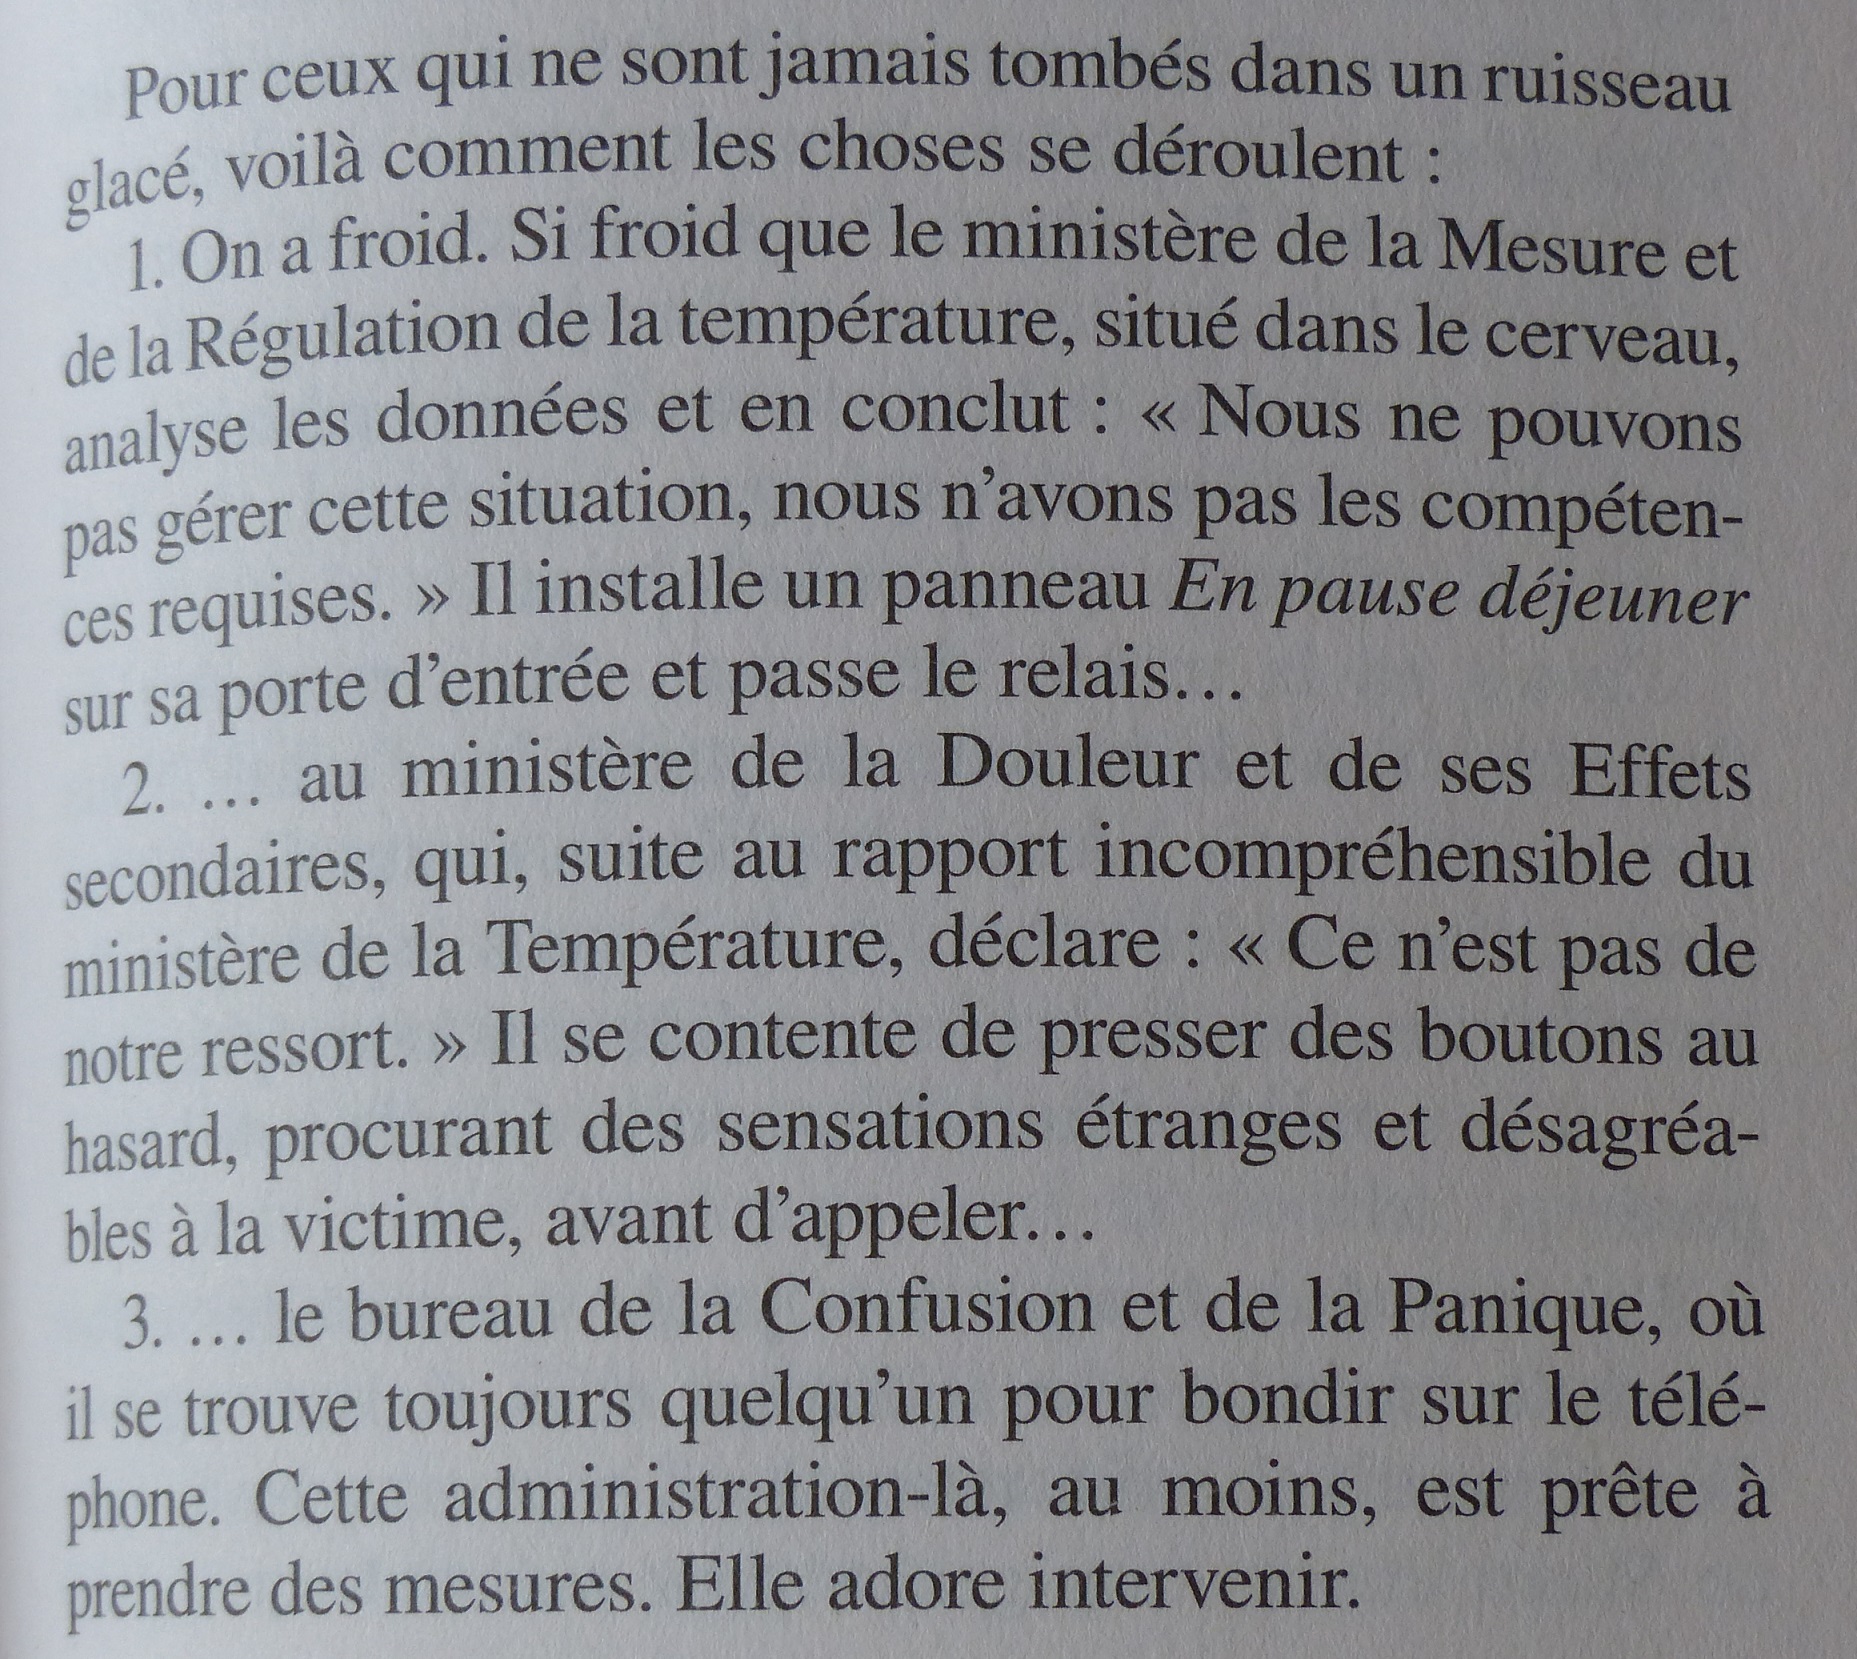 Pour ceux qui ne sont jamais tombés dans un ruisseau
glacé, voilà comment les choses se déroulent :
1. On a froid. Si froid que le ministère de la Mesure et
de la Régulation de la température, situé dans le cerveau,
analyse les données et en conclut : « Nous ne pouvons
pas gérer cette situation, nous n’avons pas les compéten-
ces requises. » Il installe un panneau En pause déjeuner
sur sa porte d’entrée et passe le relais…
2. … au ministère de la Douleur et de ses Effets
secondaires, qui, suite au rapport incompréhensible du
ministère de la Température, déclare : « Ce n’est pas de
notre ressort. » Il se contente de presser des boutons au
hasard, procurant des sensations étranges et désagréa-
bles à la victime, avant d’appeler…
3. … le bureau de la Confusion et de la Panique, où
il se trouve toujours quelqu’un pour bondir sur le télé-
phone. Cette administration-là, au moins, est prête à
prendre des mesures. Elle adore intervenir.